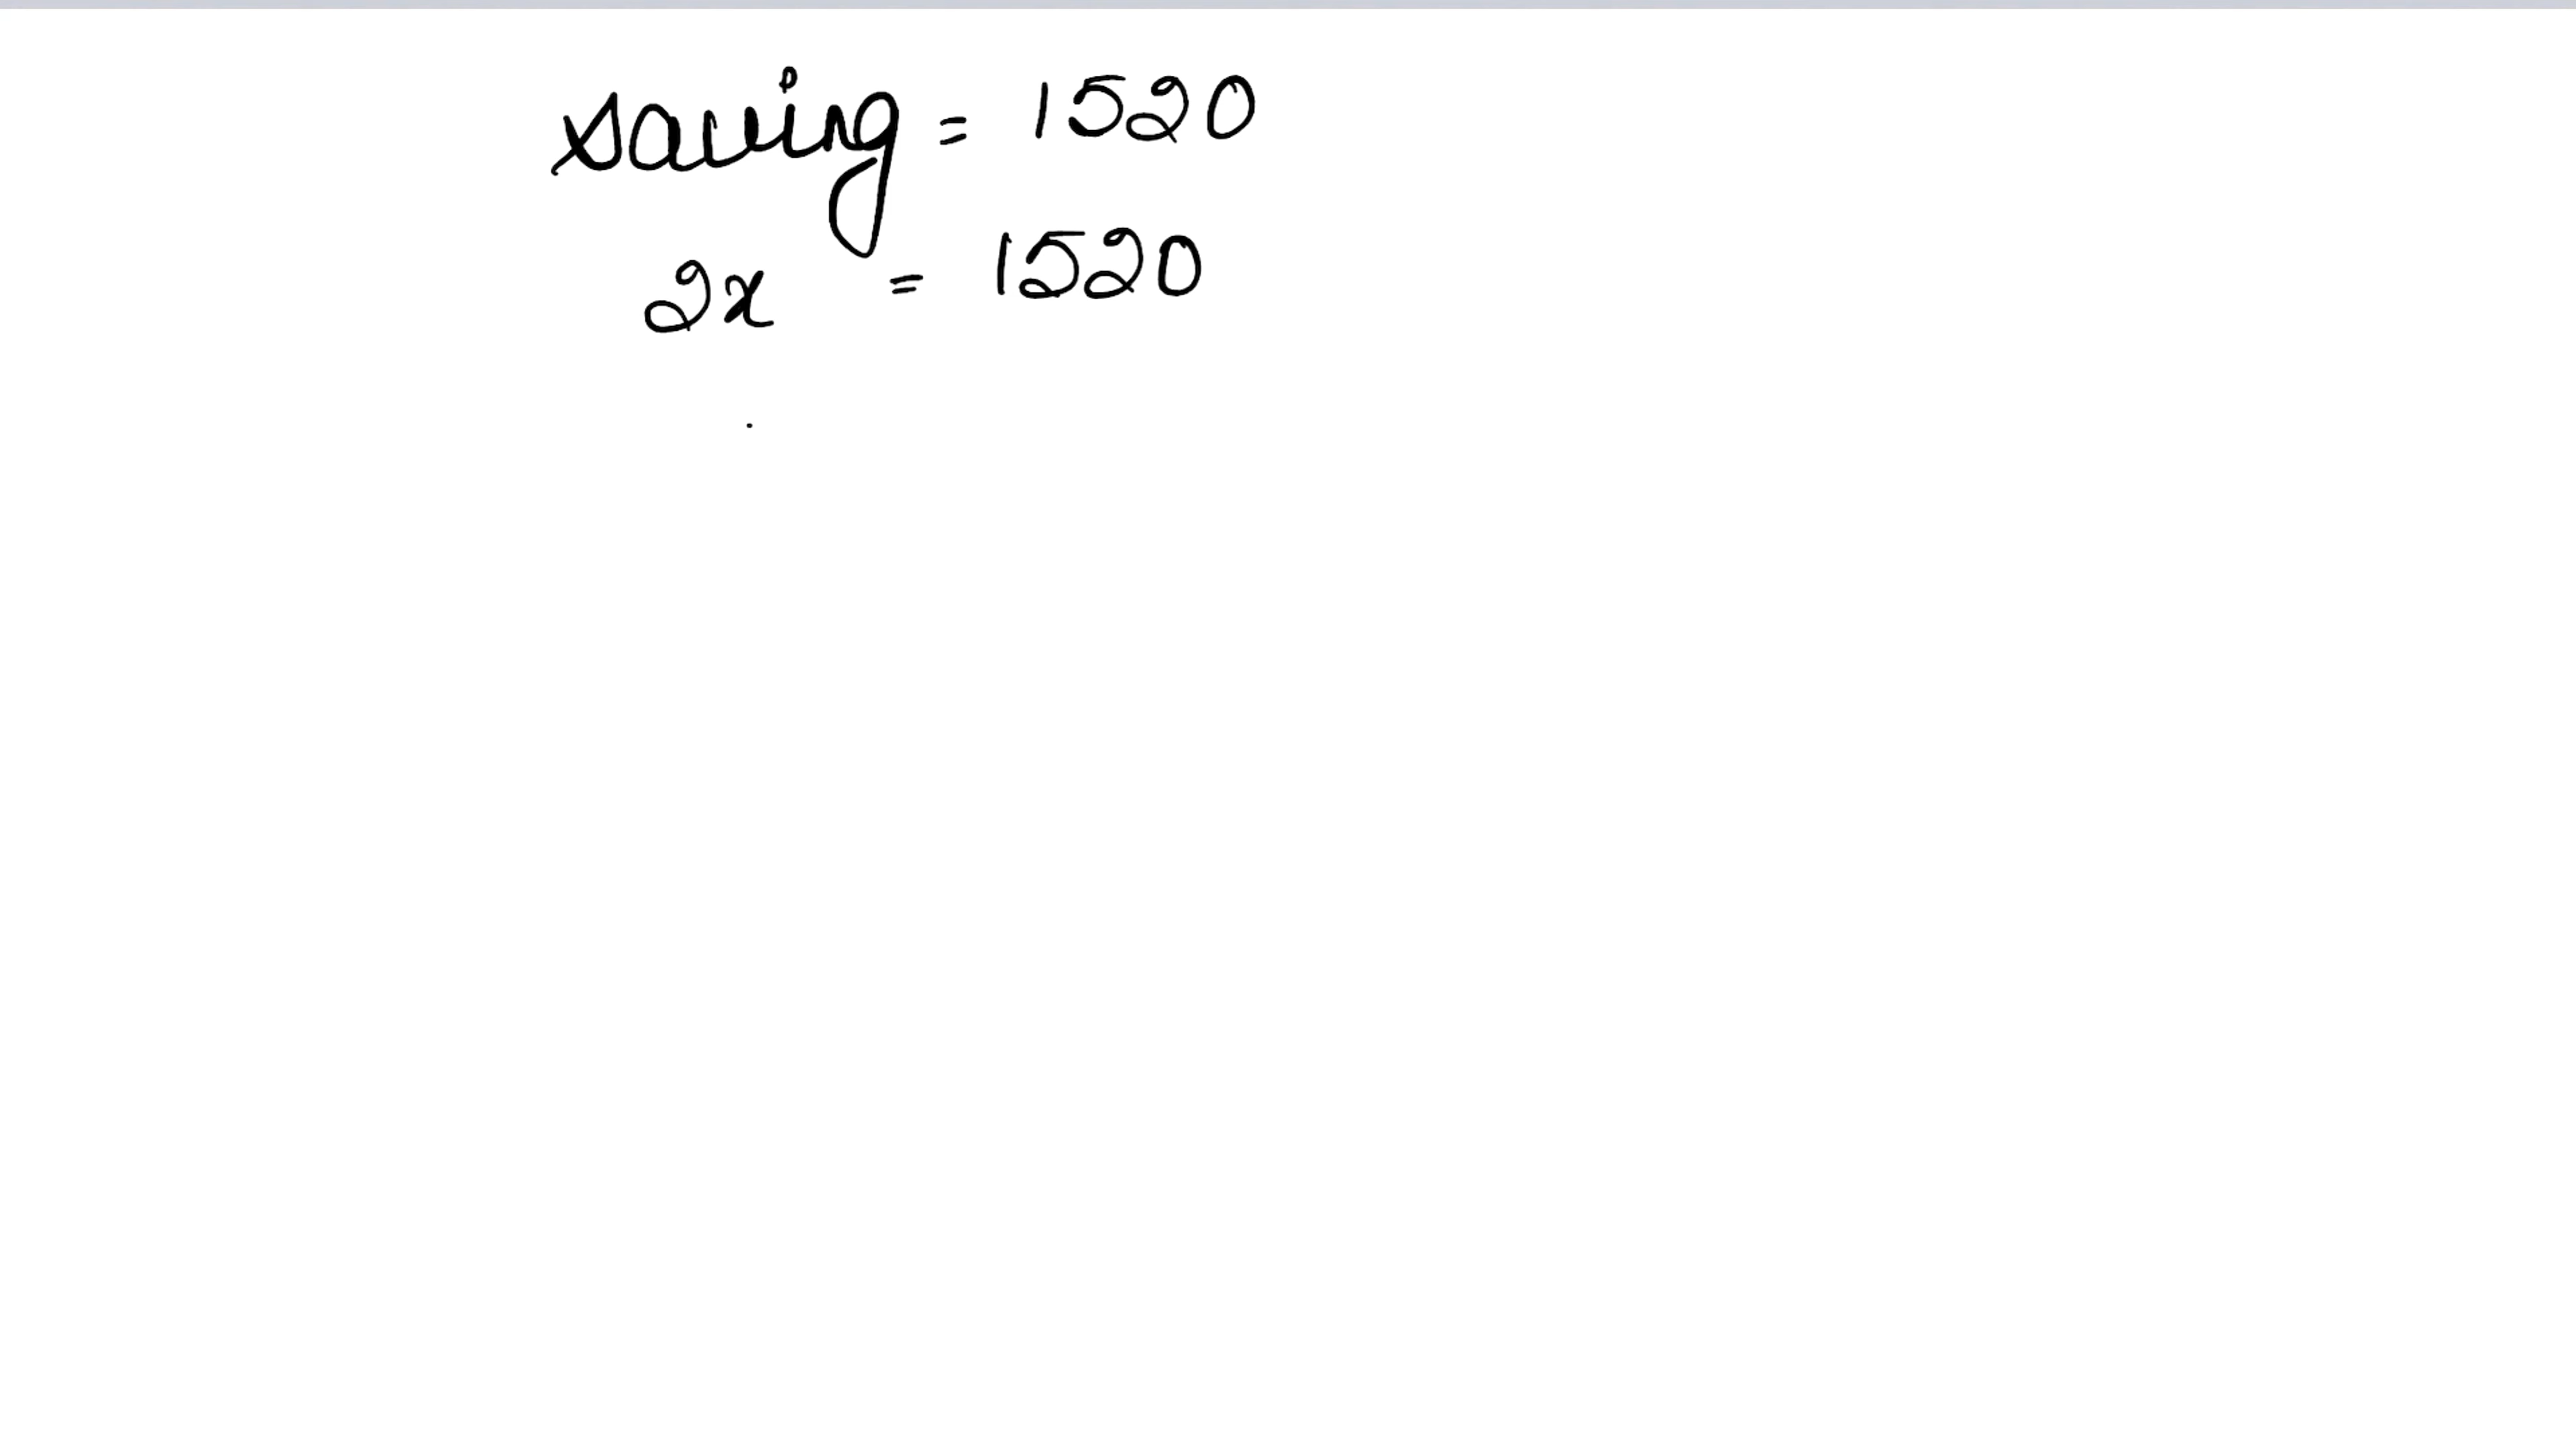 saving = 1520
2x = 1520